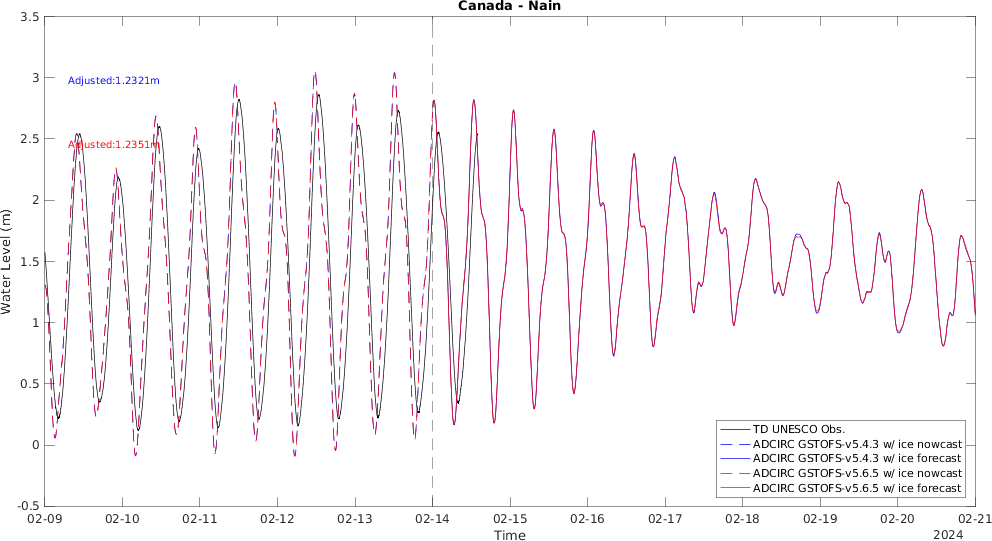 Canada - Nain
3.5
3
2.5
2
1.5
1
0.5
0
-0.5
Water Level (m)
Adjusted:1.2321m
Adjusted:1.2351m
TD UNESCO Obs.
ADCIRC GSTOFS-v5.4.3 w/ ice nowcast
ADCIRC GSTOFS-v5.4.3 w/ ice forecast
ADCIRC GSTOFS-v5.6.5 w/ ice nowcast
ADCIRC GSTOFS-v5.6.5 w/ ice forecast
02-09 02-10 02-11 02-12 02-13 02-14 02-15 02-16 02-17 02-18 02-19 02-20 02-21
Time
2024